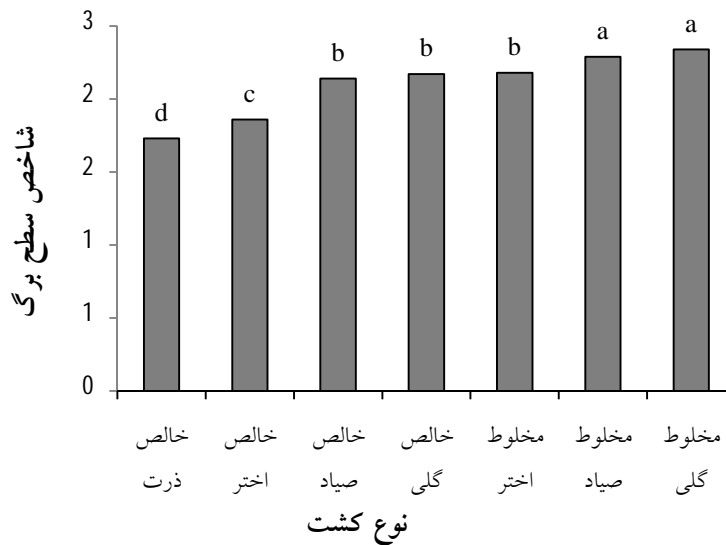 3
a
a
b
b
b
2
c
d
2
1
1
0
شاخص سطح برگ
خالص خالص خالص خالص مخلوط مخلوط مخلوط
ذرت اختر صیاد گلی اختر صیاد گلی
نوع کشت